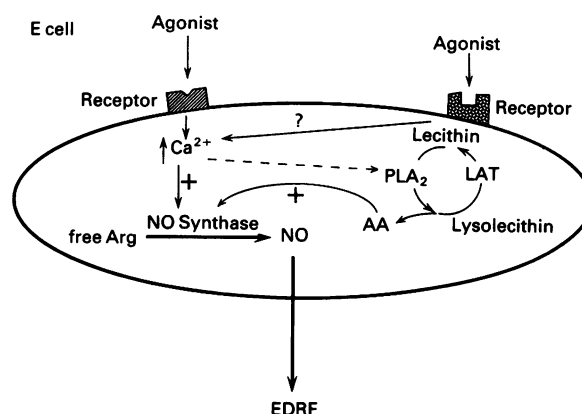 E cell
Agonist
Agonist
Receptor
Receptor
?
Lecithin
↑ Ca2+
+
PLA2
LAT
+
NO Synthase
AA
Lysolecithin
free Arg
NO
EDRF